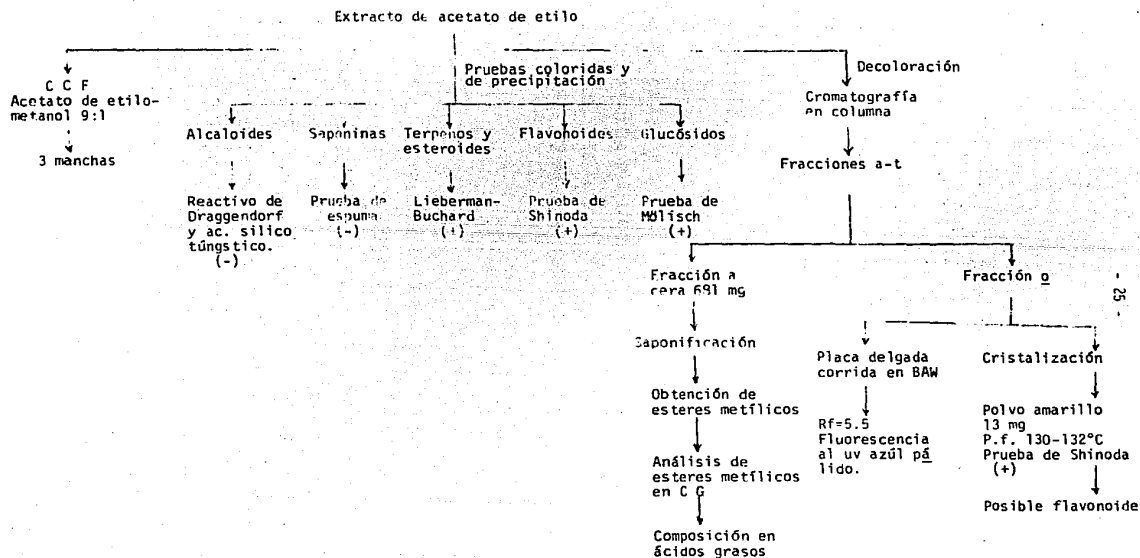 Extracto de acetato de etilo
C C F
Acetato de etilo-
metanol 9:1
3 manchas
Pruebas coloridas y
de precipitación
Alcaloides
Reactivo de
Draggendorf
y ac. silico
túngstico.
(-)
Saponinas
Prueba de
espuma
(-)
Terpenos y
esteroides
Lieberman-
Buchard
(+)
Flavonoides
Prueba de
Shinoda
(+)
Glucósidos
Prueba de
Mölisch
(+)
Decoloración
Cromatografía
en columna
Fracciones a-t
Fracción a
cera 691 mg
Saponificación
Obtención de
esteres metílicos
Análisis de
esteres metílicos
en C G
Composición en
ácidos grasos
Fracción o
Placa delgada
corrida en BAW
Rf=5.5
Fluorescencia
al uv azúl pá
lido.
Cristalización
Polvo amarillo
13 mg
P.f. 130-132°C
Prueba de Shinoda
(+)
Posible flavonoide
- 25 -